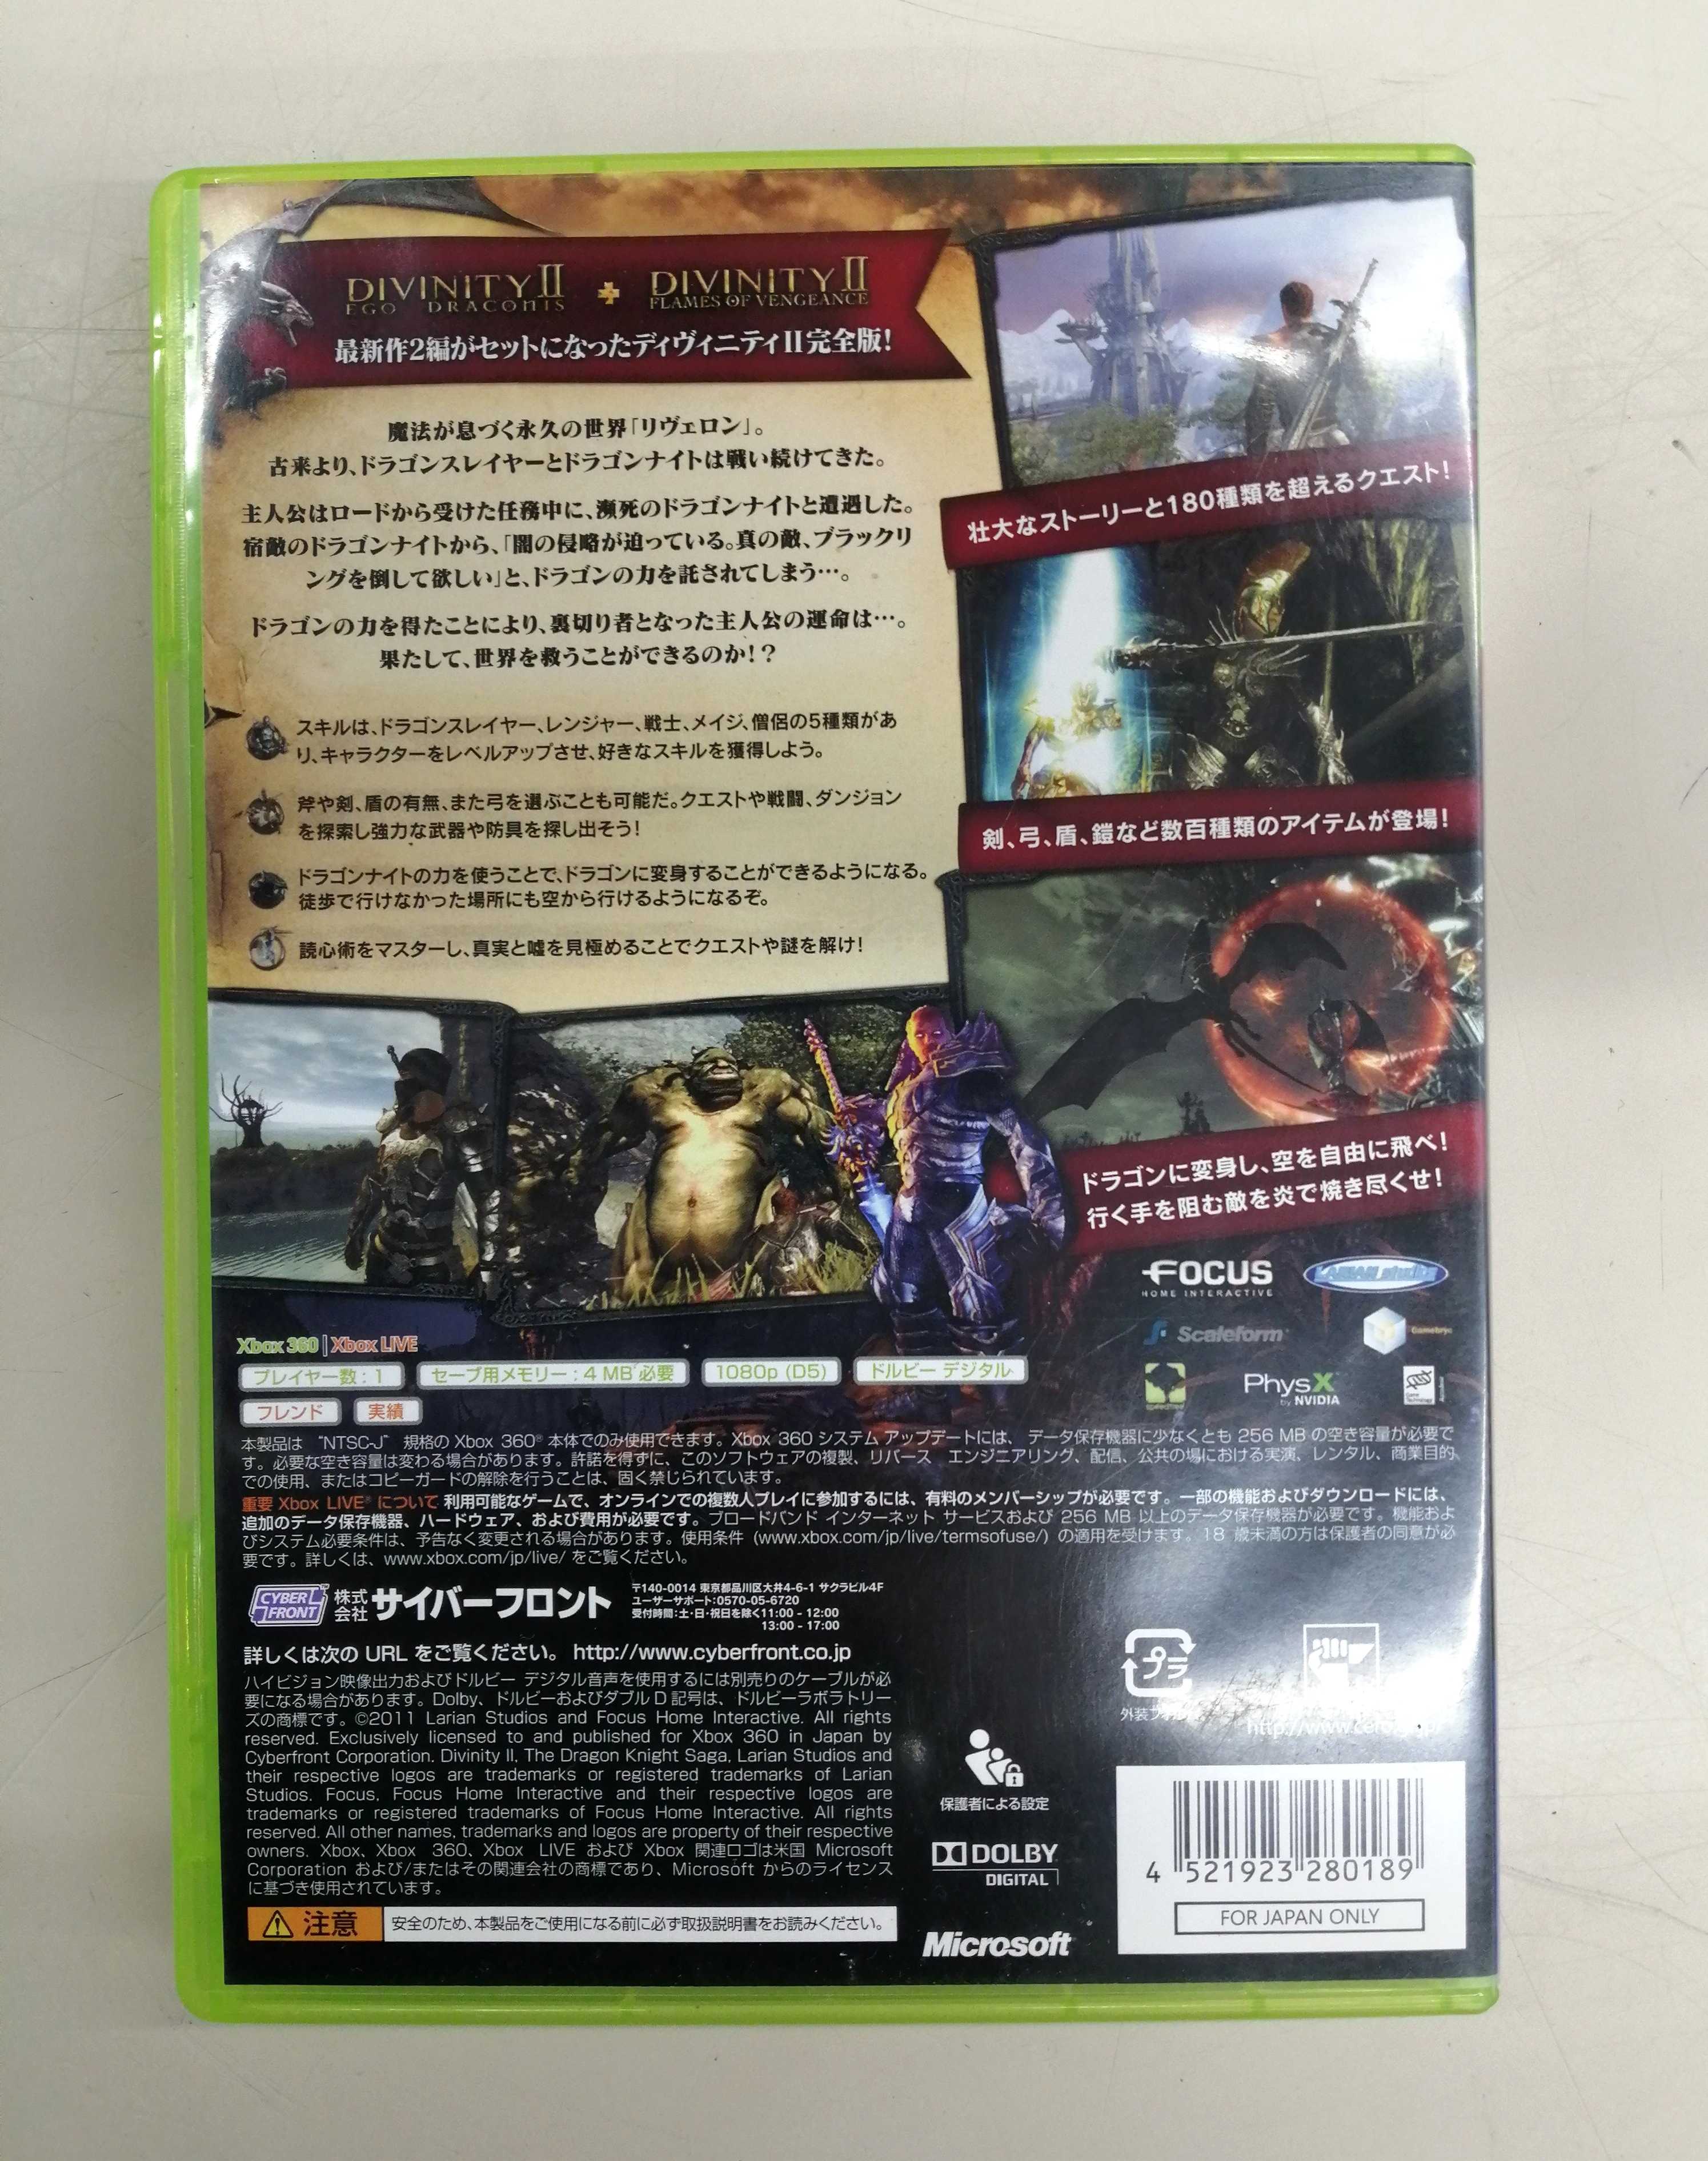 DIVINITY II
EGO DRACONIS
+
DIVINITY II
FLAMES OF VENGEANCE
最新作2編がセットになったディヴィニティII完全版!
魔法が息づく永久の世界「リヴェロン」。
古来より、ドラゴンスレイヤーとドラゴンナイトは戦い続けてきた。
主人公はロードから受けた任務中に、瀕死のドラゴンナイトと遭遇した。
宿敵のドラゴンナイトから、「闇の侵略が迫っている。真の敵、ブラックリ
ングを倒して欲しい」と、ドラゴンの力を託されてしまう…。
ドラゴンの力を得たことにより、裏切り者となった主人公の運命は…。
果たして、世界を救うことができるのか!?
スキルは、ドラゴンスレイヤー、レンジャー、戦士、メイジ、僧侶の5種類があ
り、キャラクターをレベルアップさせ、好きなスキルを獲得しよう。
斧や剣、盾の有無、また弓を選ぶことも可能だ。クエストや戦闘、ダンジョン
を探索し強力な武器や防具を探し出そう!
ドラゴンナイトの力を使うことで、ドラゴンに変身することができるようになる。
徒歩で行けなかった場所にも空から行けるようになるぞ。
読心術をマスターし、真実と嘘を見極めることでクエストや謎を解け!
壮大なストーリーと180種類を超えるクエスト!
剣、弓、盾、鎧など数百種類のアイテムが登場!
ドラゴンに変身し、空を自由に飛べ!
行く手を阻む敵を炎で焼き尽くせ!
FOCUS
HOME INTERACTIVE
LARIAN studios
Scaleform
Gamebryo
PhysX
by NVIDIA
Xbox 360 | Xbox LIVE
プレイヤー数 : 1
セーブ用メモリー : 4 MB 必要
1080p (D5)
ドルビー デジタル
フレンド
実績
本製品は "NTSC-J" 規格の Xbox 360® 本体でのみ使用できます。Xbox 360 システム アップデートには、データ保存機器に少なくとも 256 MB の空き容量が必要で
す。必要な空き容量は変わる場合があります。許諾を得ずに、このソフトウェアの複製、リバース エンジニアリング、配信、公共の場における実演、レンタル、商業目的
での使用、またはコピーガードの解除を行うことは、固く禁じられています。
重要 Xbox LIVE® について 利用可能なゲームで、オンラインでの複数人プレイに参加するには、有料のメンバーシップが必要です。一部の機能およびダウンロードには、
追加のデータ保存機器、ハードウェア、および費用が必要です。ブロードバンド インターネット サービスおよび 256 MB 以上のデータ保存機器が必要です。機能およ
びシステム必要条件は、予告なく変更される場合があります。使用条件 (www.xbox.com/jp/live/termsofuse/) の適用を受けます。18 歳未満の方は保護者の同意が必
要です。詳しくは、www.xbox.com/jp/live/ をご覧ください。
CYBER FRONT
株式会社サイバーフロント
〒140-0014 東京都品川区大井4-6-1 サクラビル4F
ユーザーサポート:0570-05-6720
受付時間:土・日・祝日を除く11:00 - 12:00
13:00 - 17:00
詳しくは次の URL をご覧ください。 http://www.cyberfront.co.jp
ハイビジョン映像出力およびドルビー デジタル音声を使用するには別売りのケーブルが必
要になる場合があります。Dolby、ドルビーおよびダブル D 記号は、ドルビーラボラトリー
ズの商標です。©2011 Larian Studios and Focus Home Interactive. All rights
reserved. Exclusively licensed to and published for Xbox 360 in Japan by
Cyberfront Corporation. Divinity II, The Dragon Knight Saga, Larian Studios and
their respective logos are trademarks or registered trademarks of Larian
Studios. Focus, Focus Home Interactive and their respective logos are
trademarks or registered trademarks of Focus Home Interactive. All rights
reserved. All other names, trademarks and logos are property of their respective
owners. Xbox、Xbox 360、Xbox LIVE および Xbox 関連ロゴは米国 Microsoft
Corporation および/またはその関連会社の商標であり、Microsoft からのライセンス
に基づき使用されています。
注意
安全のため、本製品をご使用になる前に必ず取扱説明書をお読みください。
プラ
外装フィルム
http://www.cero.gr.jp/
保護者による設定
DOLBY
DIGITAL
Microsoft
4 521923 280189
FOR JAPAN ONLY